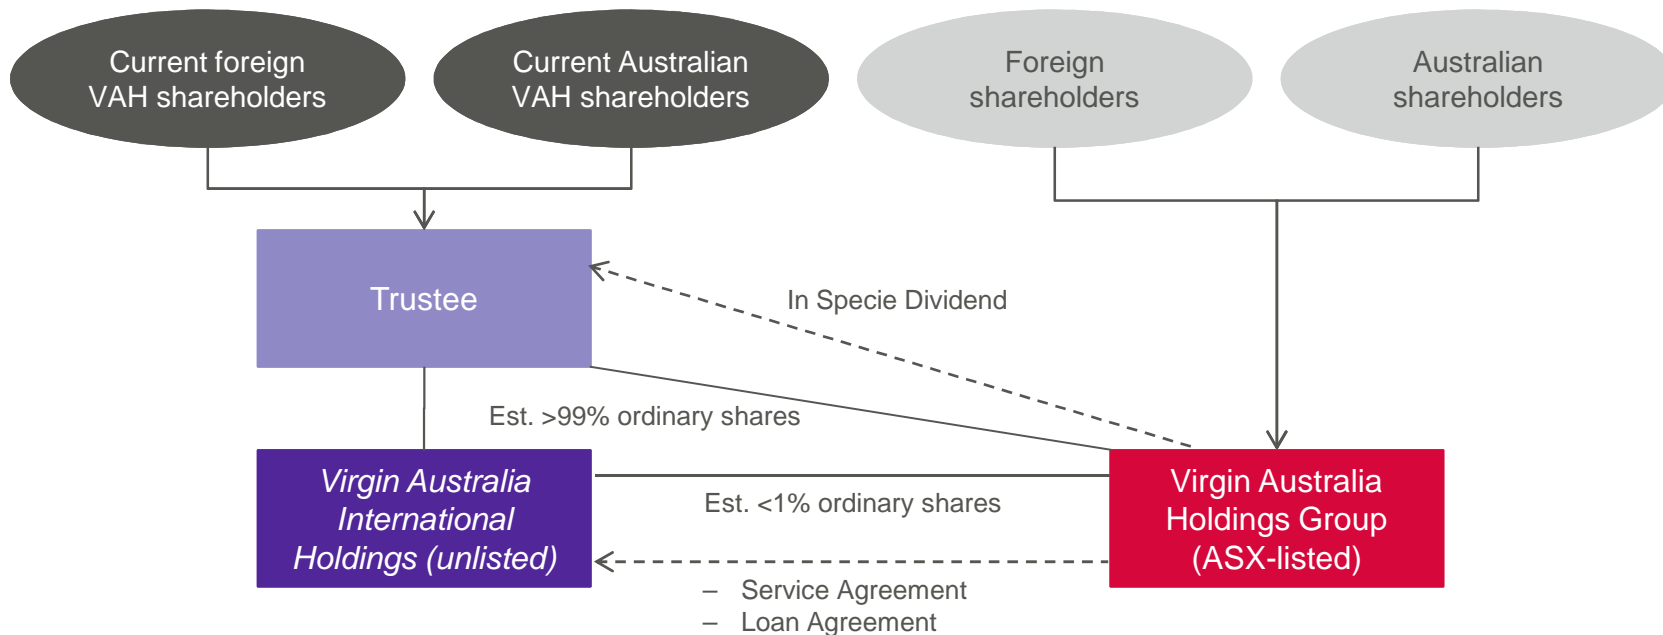 Current foreign
VAH shareholders
Current Australian
VAH shareholders
Foreign
shareholders
Australian
shareholders
Trustee
In Specie Dividend
Est. >99% ordinary shares
Virgin Australia
International
Holdings (unlisted)
Est. <1% ordinary shares
Virgin Australia
Holdings Group
(ASX-listed)
– Service Agreement
– Loan Agreement